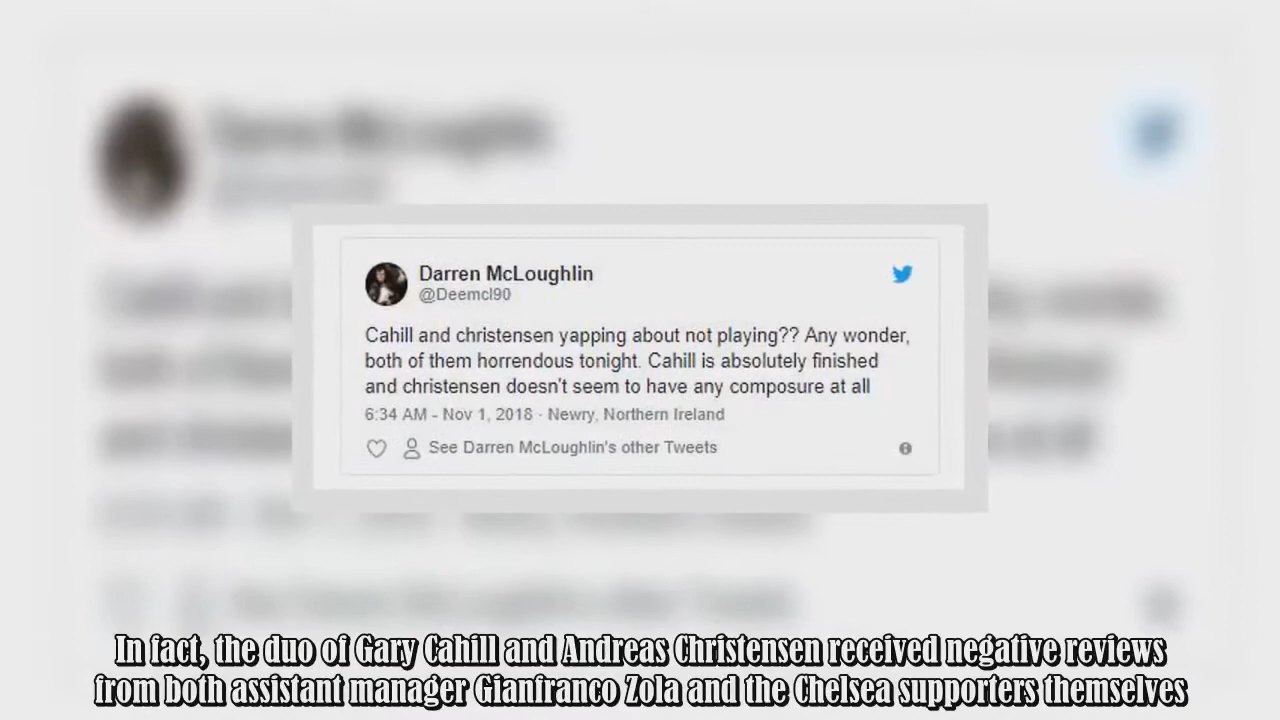 Darren McLoughlin
@Deemcl90
Cahill and christensen yapping about not playing?? Any wonder,
both of them horrendous tonight. Cahill is absolutely finished
and christensen doesn't seem to have any composure at all
6:34 AM - Nov 1, 2018 · Newry, Northern Ireland
See Darren McLoughlin's other Tweets
In fact, the duo of Gary Cahill and Andreas Christensen received negative reviews
from both assistant manager Gianfranco Zola and the Chelsea supporters themselves